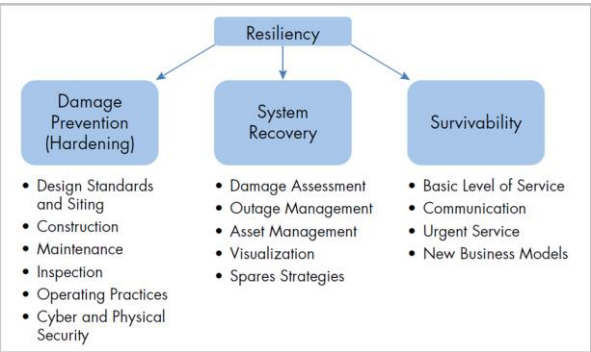 Resiliency
Damage
Prevention
(Hardening)
• Design Standards
and Siting
• Construction
• Maintenance
• Inspection
• Operating Practices
• Cyber and Physical
Security
System
Recovery
• Damage Assessment
• Outage Management
• Asset Management
• Visualization
• Spares Strategies
Survivability
• Basic Level of Service
• Communication
• Urgent Service
• New Business Models